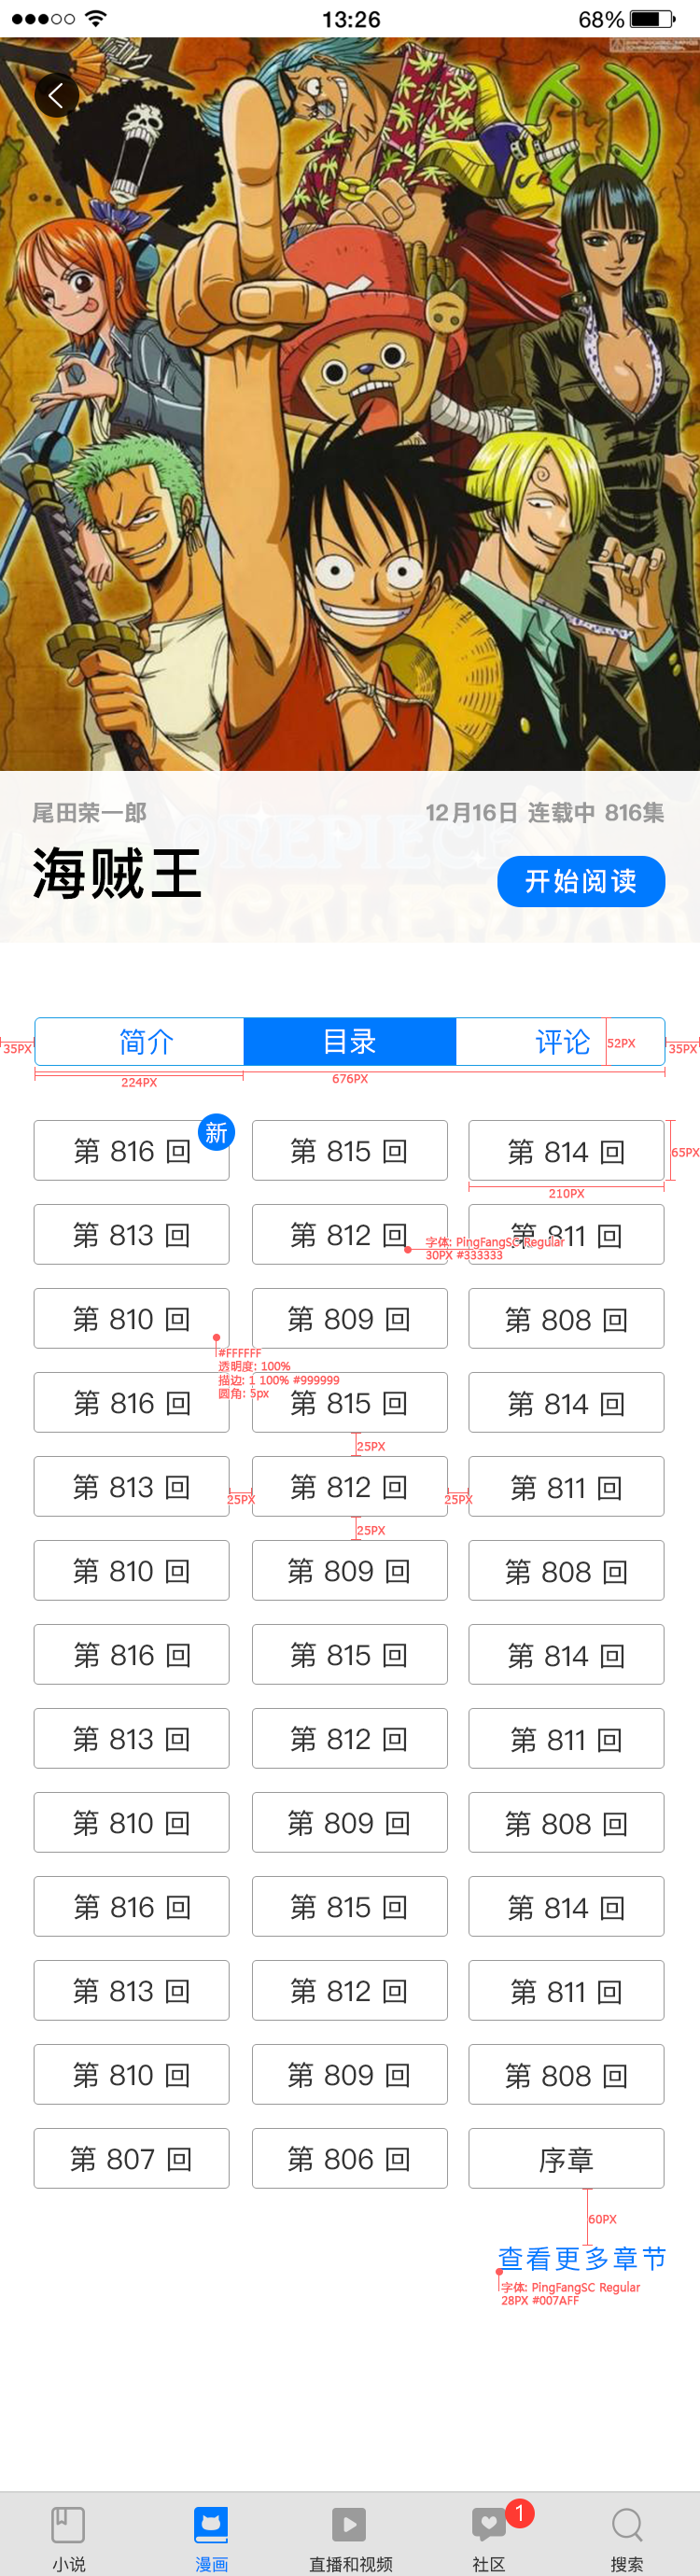 13:26
68%
尾田荣一郎
12月16日 连载中 816集
海贼王
开始阅读
简介 目录 评论
52PX
35PX
35PX
224PX
676PX
新
第 816 回 第 815 回 第 814 回
65PX
210PX
第 813 回 第 812 回 第 811 回
字体: PingFangSC Regular
30PX #333333
第 810 回 第 809 回 第 808 回
#FFFFFF
透明度: 100%
描边: 1 100% #999999
圆角: 5px
第 816 回 第 815 回 第 814 回
25PX
第 813 回 第 812 回 第 811 回
25PX 25PX
25PX
第 810 回 第 809 回 第 808 回
第 816 回 第 815 回 第 814 回
第 813 回 第 812 回 第 811 回
第 810 回 第 809 回 第 808 回
第 816 回 第 815 回 第 814 回
第 813 回 第 812 回 第 811 回
第 810 回 第 809 回 第 808 回
第 807 回 第 806 回 序章
60PX
查看更多章节
字体: PingFangSC Regular
28PX #007AFF
1
小说 漫画 直播和视频 社区 搜索